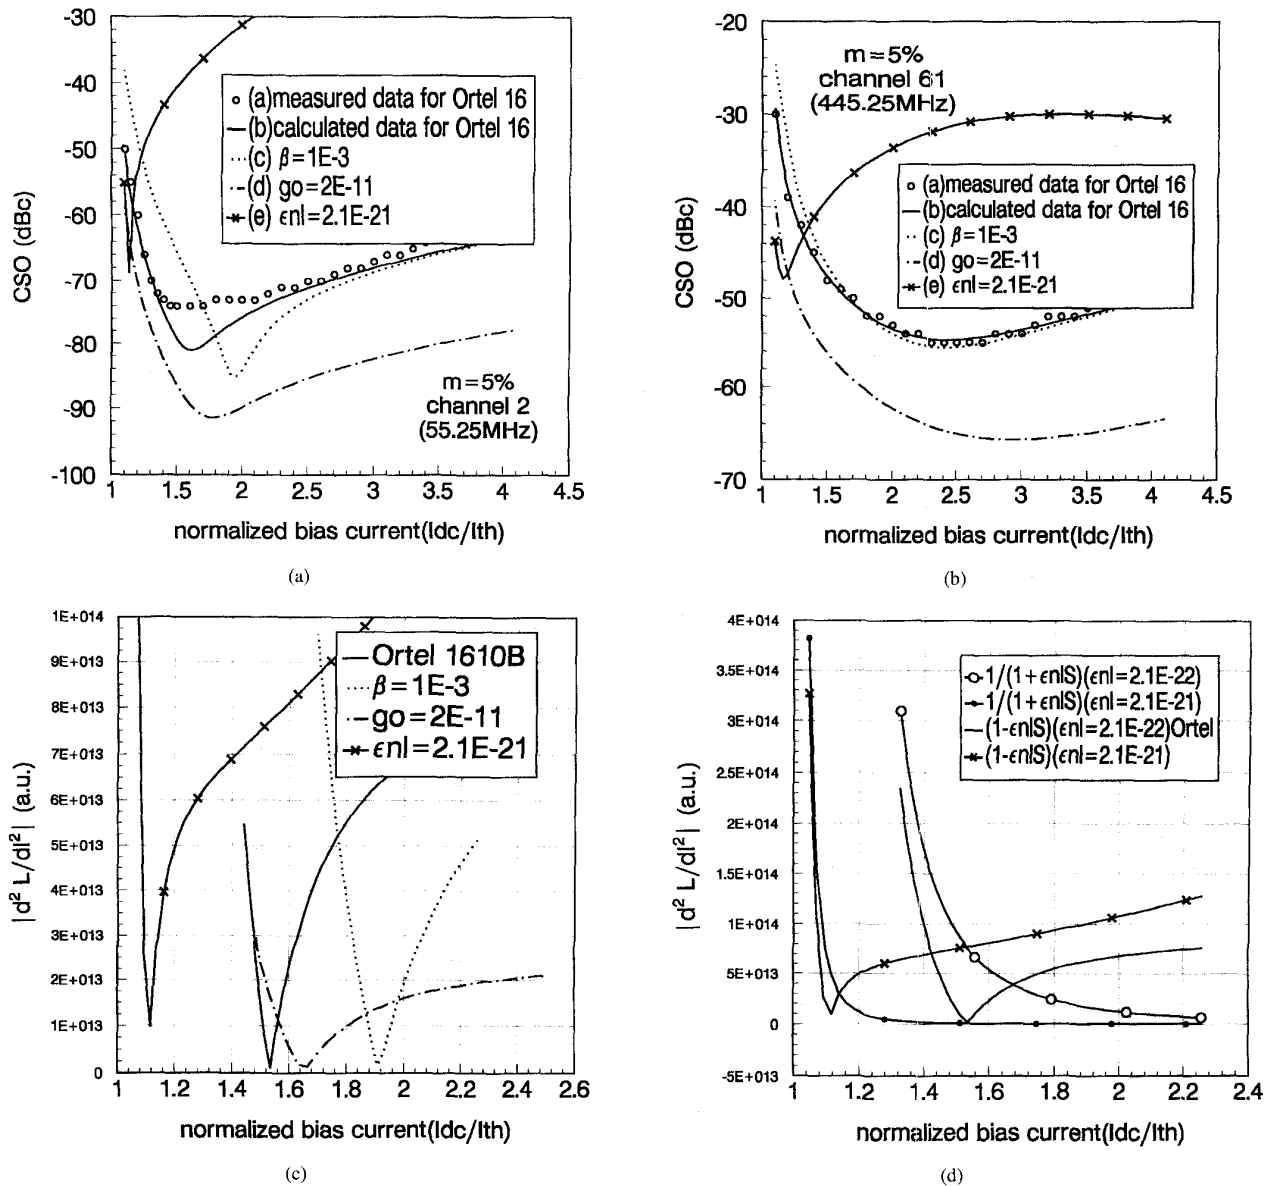 -30
-40
-50
-60
-70
-80
-90
-100
CSO (dBc)
(a)measured data for Ortel 16
(b)calculated data for Ortel 16
(c) β=1E-3
(d) go=2E-11
(e) ϵnl=2.1E-21
m=5%
channel 2
(55.25MHz)
1 1.5 2 2.5 3 3.5 4 4.5
normalized bias current(Idc/Ith)
(a)
-20
-30
-40
-50
-60
-70
CSO (dBc)
m=5%
channel 61
(445.25MHz)
(a)measured data for Ortel 16
(b)calculated data for Ortel 16
(c) β=1E-3
(d) go=2E-11
(e) ϵnl=2.1E-21
1 1.5 2 2.5 3 3.5 4 4.5
normalized bias current(Idc/Ith)
(b)
1E+014
9E+013
8E+013
7E+013
6E+013
5E+013
4E+013
3E+013
2E+013
1E+013
0
|d² L/dI²| (a.u.)
Ortel 1610B
β=1E-3
go=2E-11
ϵnl=2.1E-21
1 1.2 1.4 1.6 1.8 2 2.2 2.4 2.6
normalized bias current(Idc/Ith)
(c)
4E+014
3.5E+014
3E+014
2.5E+014
2E+014
1.5E+014
1E+014
5E+013
0
-5E+013
|d² L/dI²| (a.u.)
1/(1+ϵnlS)(ϵnl=2.1E-22)
1/(1+ϵnlS)(ϵnl=2.1E-21)
(1-ϵnlS)(ϵnl=2.1E-22)Ortel
(1-ϵnlS)(ϵnl=2.1E-21)
1 1.2 1.4 1.6 1.8 2 2.2 2.4
normalized bias current(Idc/Ith)
(d)